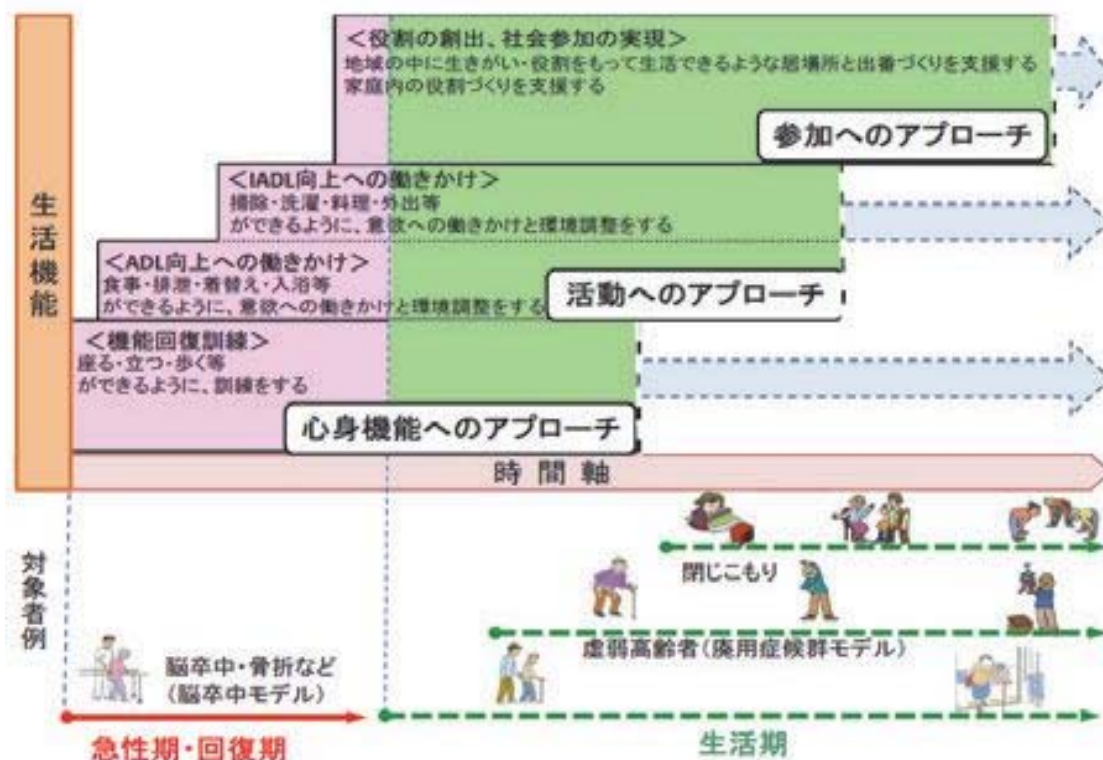 <役割の創出、社会参加の実現>
地域の中に生きがい・役割をもって生活できるような居場所と出番づくりを支援する
家庭内の役割づくりを支援する
参加へのアプローチ
生活機能
<IADL向上への働きかけ>
掃除・洗濯・料理・外出等
ができるように、意欲への働きかけと環境調整をする
<ADL向上への働きかけ>
食事・排泄・着替え・入浴等
ができるように、意欲への働きかけと環境調整をする
活動へのアプローチ
<機能回復訓練>
座る・立つ・歩く等
ができるように、訓練をする
心身機能へのアプローチ
時間軸
対象者例
閉じこもり
虚弱高齢者(廃用症候群モデル)
脳卒中・骨折など
(脳卒中モデル)
急性期・回復期
生活期